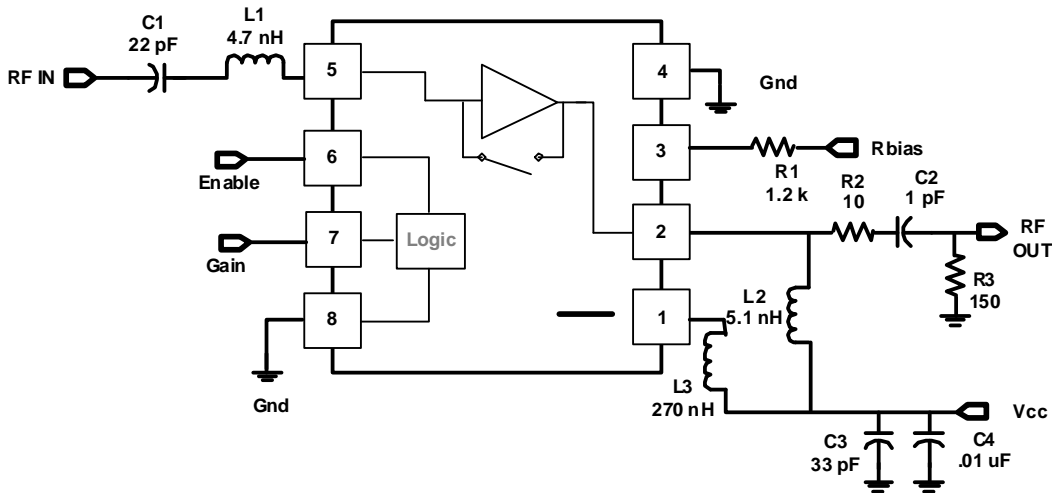 C1
22 pF
L1
4.7 nH
RF IN
5
4
Gnd
3
Rbias
R1
1.2 k
6
Enable
R2
10
C2
1 pF
7
Gain
Logic
2
RF
OUT
R3
150
8
Gnd
1
L2
5.1 nH
L3
270 nH
Vcc
C3
33 pF
C4
.01 uF